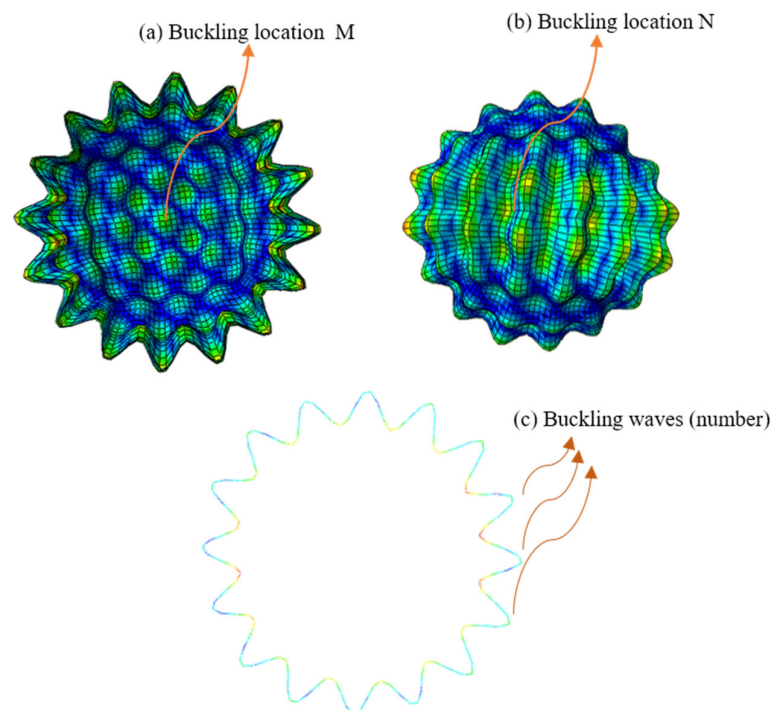 (a) Buckling location M
(b) Buckling location N
(c) Buckling waves (number)